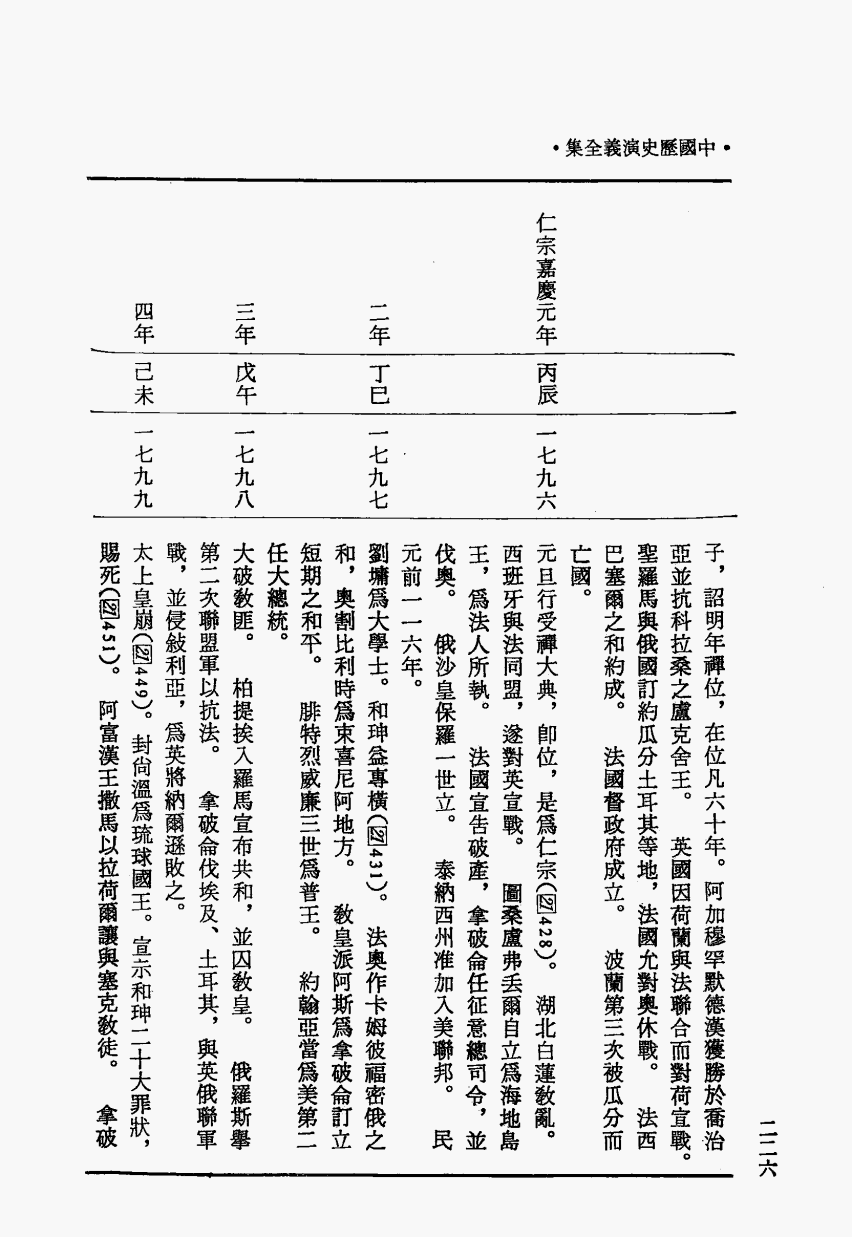 •中國歷史演義全集•
子，詔明年禪位，在位凡六十年。阿加穆罕默德漢獲勝於喬治
亞並抗科拉桑之盧克舍王。　英國因荷蘭與法聯合而對荷宣戰。
聖羅馬與俄國訂約瓜分土耳其等地，法國允對奧休戰。　法西
巴塞爾之和約成。　法國督政府成立。　波蘭第三次被瓜分而
亡國。
仁宗嘉慶元年　丙辰　一七九六　元旦行受禪大典，卽位，是爲仁宗(27428)。　湖北白蓮敎亂。
西班牙與法同盟，遂對英宣戰。　圖桑盧弗丢爾自立爲海地島
王，爲法人所執。　法國宣吿破產，拿破侖任征意總司令，並
伐奧。　俄沙皇保羅一世立。　泰納西州准加入美聯邦。　民
元前一一六年。
二年　丁巳　一七九七　劉墉爲大學士。和珅益專橫(27431)。　法奧作卡姆彼福密俄之
和，奧割比利時爲束喜尼阿地方。　敎皇派阿斯爲拿破侖訂立
短期之和平。　腓特烈威廉三世爲普王。　約翰亞當爲美第二
任大總統。
三年　戊午　一七九八　大破敎匪。　柏提挨入羅馬宣布共和，並囚敎皇。　俄羅斯擧
第二次聯盟軍以抗法。　拿破侖伐埃及、土耳其，與英俄聯軍
戰，並侵敍利亞，爲英將納爾遜敗之。
四年　己未　一七九九　太上皇崩(27449)。封尙溫爲琉球國王。宣示和珅二十大罪狀，
賜死(27451)。　阿富漢王撒馬以拉荷爾讓與塞克敎徒。　拿破
二二六